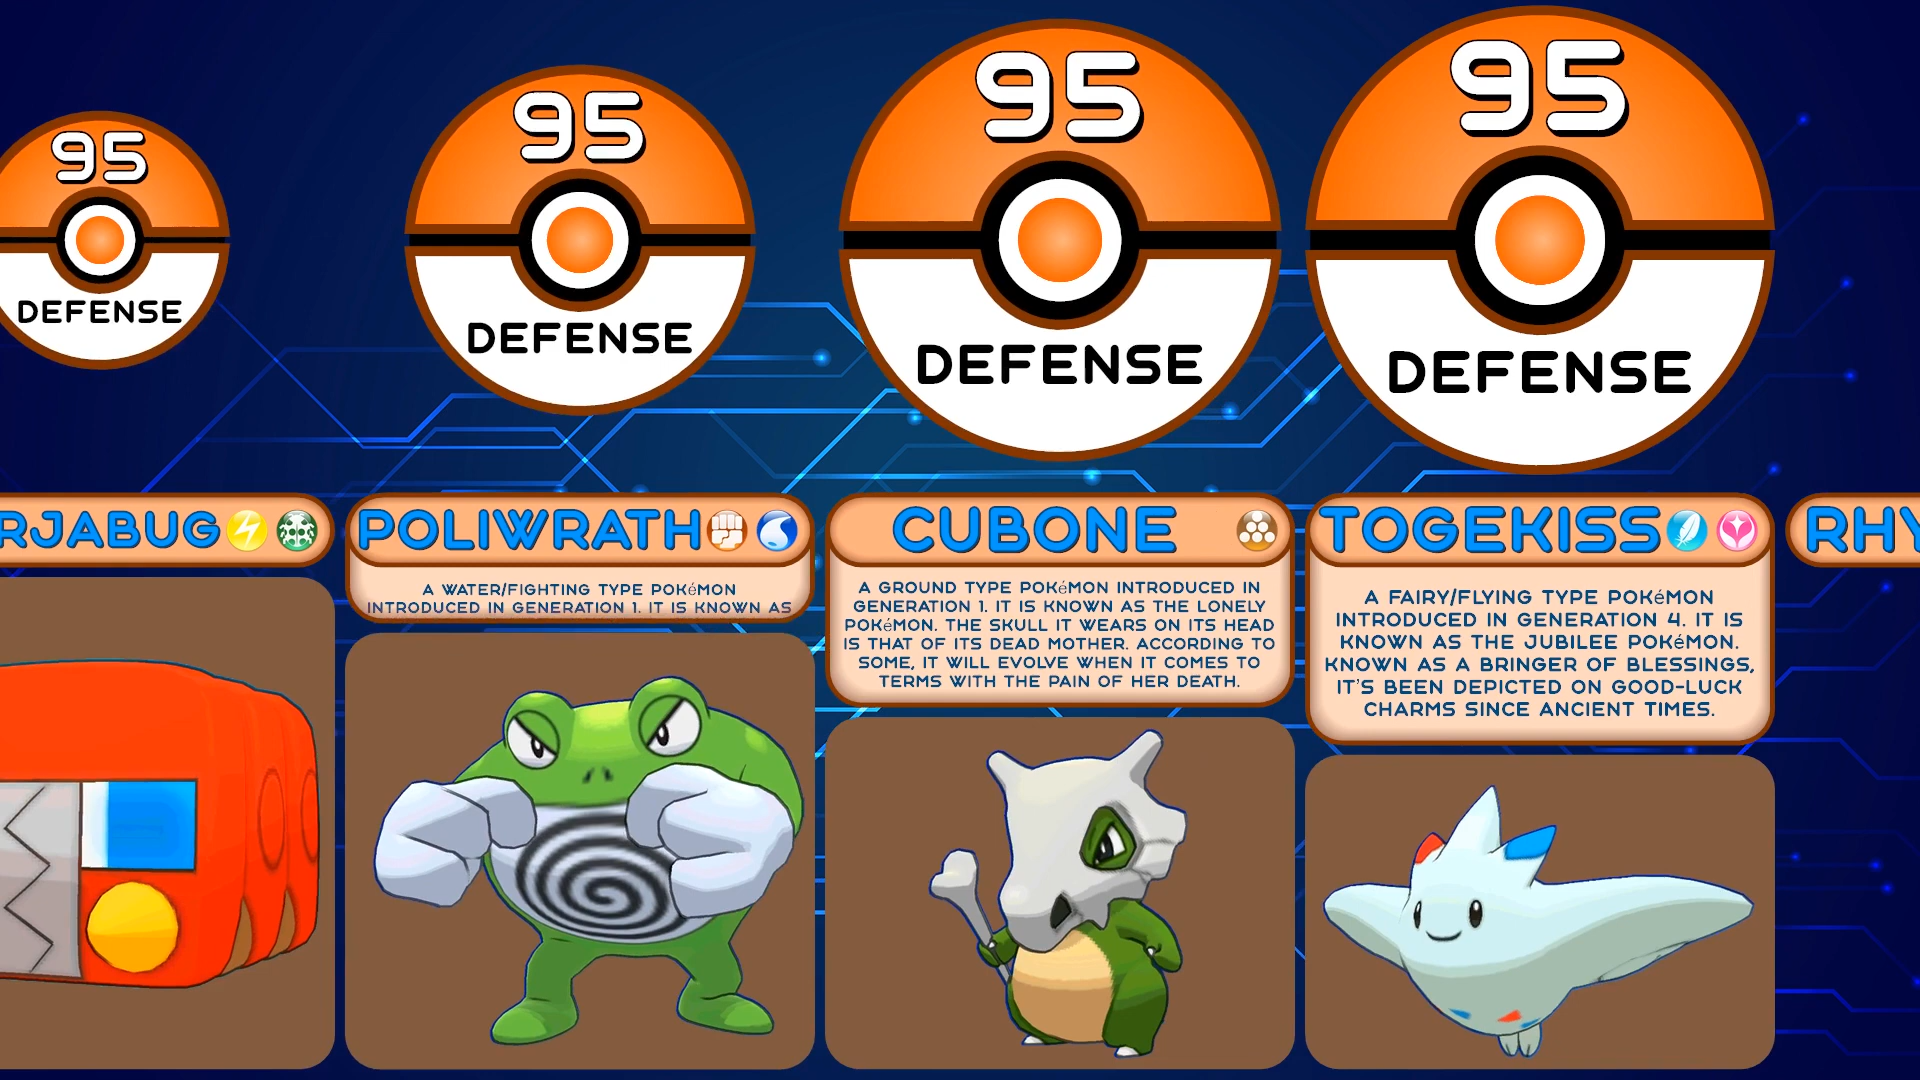 95
DEFENSE
95
DEFENSE
95
DEFENSE
95
DEFENSE
RJABUG
POLIWRATH
A WATER/FIGHTING TYPE POKéMON
INTRODUCED IN GENERATION 1. IT IS KNOWN AS
CUBONE
A GROUND TYPE POKéMON INTRODUCED IN
GENERATION 1. IT IS KNOWN AS THE LONELY
POKéMON. THE SKULL IT WEARS ON ITS HEAD
IS THAT OF ITS DEAD MOTHER. ACCORDING TO
SOME, IT WILL EVOLVE WHEN IT COMES TO
TERMS WITH THE PAIN OF HER DEATH.
TOGEKISS
A FAIRY/FLYING TYPE POKéMON
INTRODUCED IN GENERATION 4. IT IS
KNOWN AS THE JUBILEE POKéMON.
KNOWN AS A BRINGER OF BLESSINGS,
IT'S BEEN DEPICTED ON GOOD-LUCK
CHARMS SINCE ANCIENT TIMES.
RHY